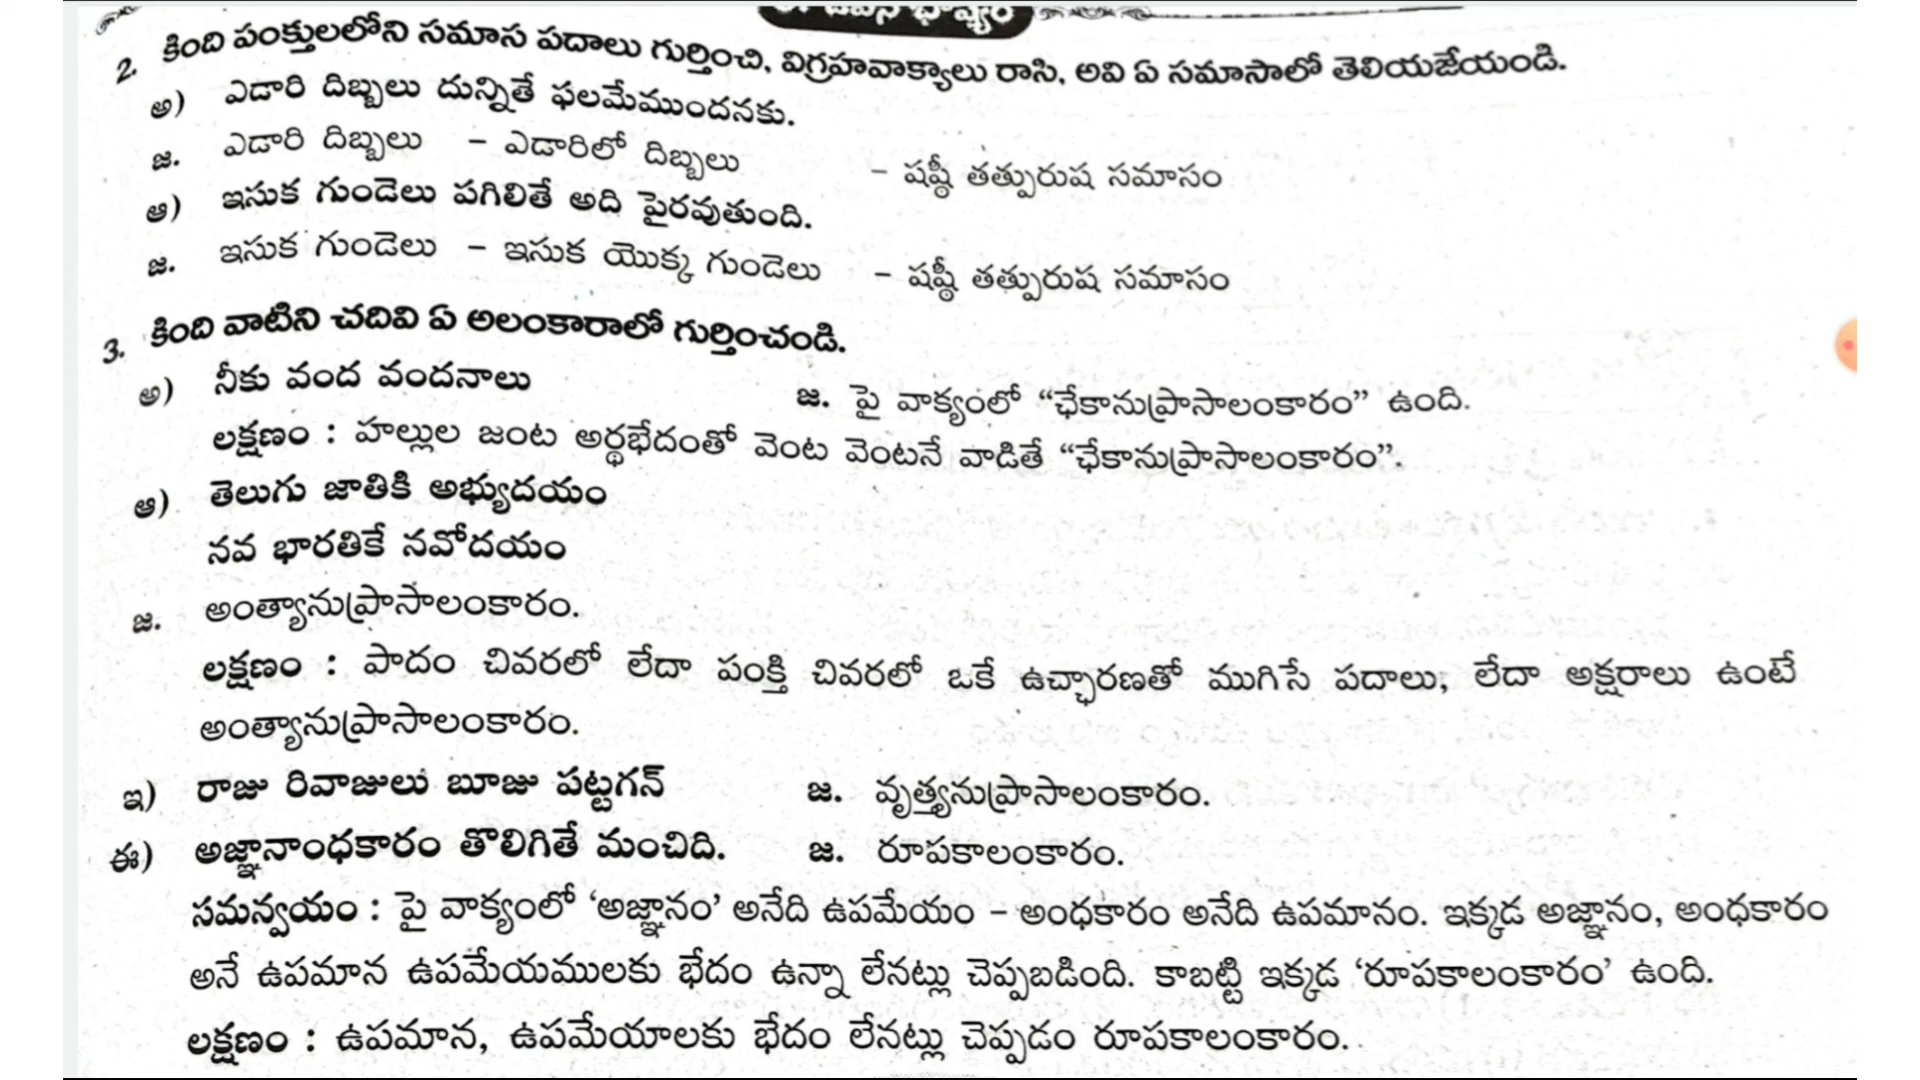 2. కింది పంక్తులలోని సమాస పదాలు గుర్తించి, విగ్రహవాక్యాలు రాసి, అవి ఏ సమాసాలో తెలియజేయండి.
అ) ఎడారి దిబ్బలు దున్నితే ఫలమేముందనకు.
జ. ఎడారి దిబ్బలు – ఎడారిలో దిబ్బలు – షష్ఠీ తత్పురుష సమాసం
ఆ) ఇసుక గుండెలు పగిలితే అది పైరవుతుంది.
జ. ఇసుక గుండెలు – ఇసుక యొక్క గుండెలు – షష్ఠీ తత్పురుష సమాసం
3. కింది వాటిని చదివి ఏ అలంకారాలో గుర్తించండి.
అ) నీకు వంద వందనాలు జ. పై వాక్యంలో “ఛేకానుప్రాసాలంకారం” ఉంది.
లక్షణం : హల్లుల జంట అర్థభేదంతో వెంట వెంటనే వాడితే “ఛేకానుప్రాసాలంకారం”.
ఆ) తెలుగు జాతికి అభ్యుదయం
నవ భారతికే నవోదయం
జ. అంత్యానుప్రాసాలంకారం.
లక్షణం : పాదం చివరలో లేదా పంక్తి చివరలో ఒకే ఉచ్చారణతో ముగిసే పదాలు; లేదా అక్షరాలు ఉంటే
అంత్యానుప్రాసాలంకారం.
ఇ) రాజు రివాజులు బూజు పట్టగన్ జ. వృత్త్యనుప్రాసాలంకారం.
ఈ) అజ్ఞానాంధకారం తొలిగితే మంచిది. జ. రూపకాలంకారం.
సమన్వయం : పై వాక్యంలో ‘అజ్ఞానం’ అనేది ఉపమేయం – అంధకారం అనేది ఉపమానం. ఇక్కడ అజ్ఞానం, అంధకారం
అనే ఉపమాన ఉపమేయములకు భేదం ఉన్నా లేనట్లు చెప్పబడింది. కాబట్టి ఇక్కడ ‘రూపకాలంకారం’ ఉంది.
లక్షణం : ఉపమాన, ఉపమేయాలకు భేదం లేనట్లు చెప్పడం రూపకాలంకారం.